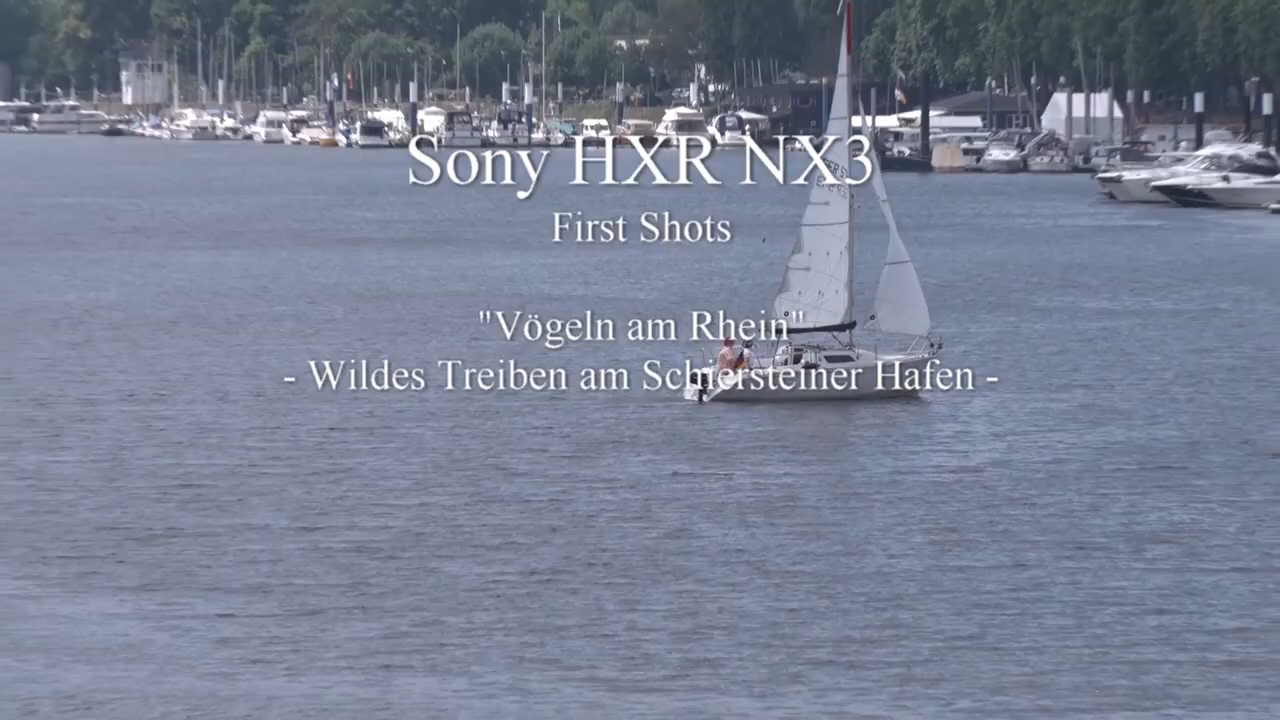 Sony HXR NX3
First Shots
"Vögeln am Rhein"
- Wildes Treiben am Schiersteiner Hafen -